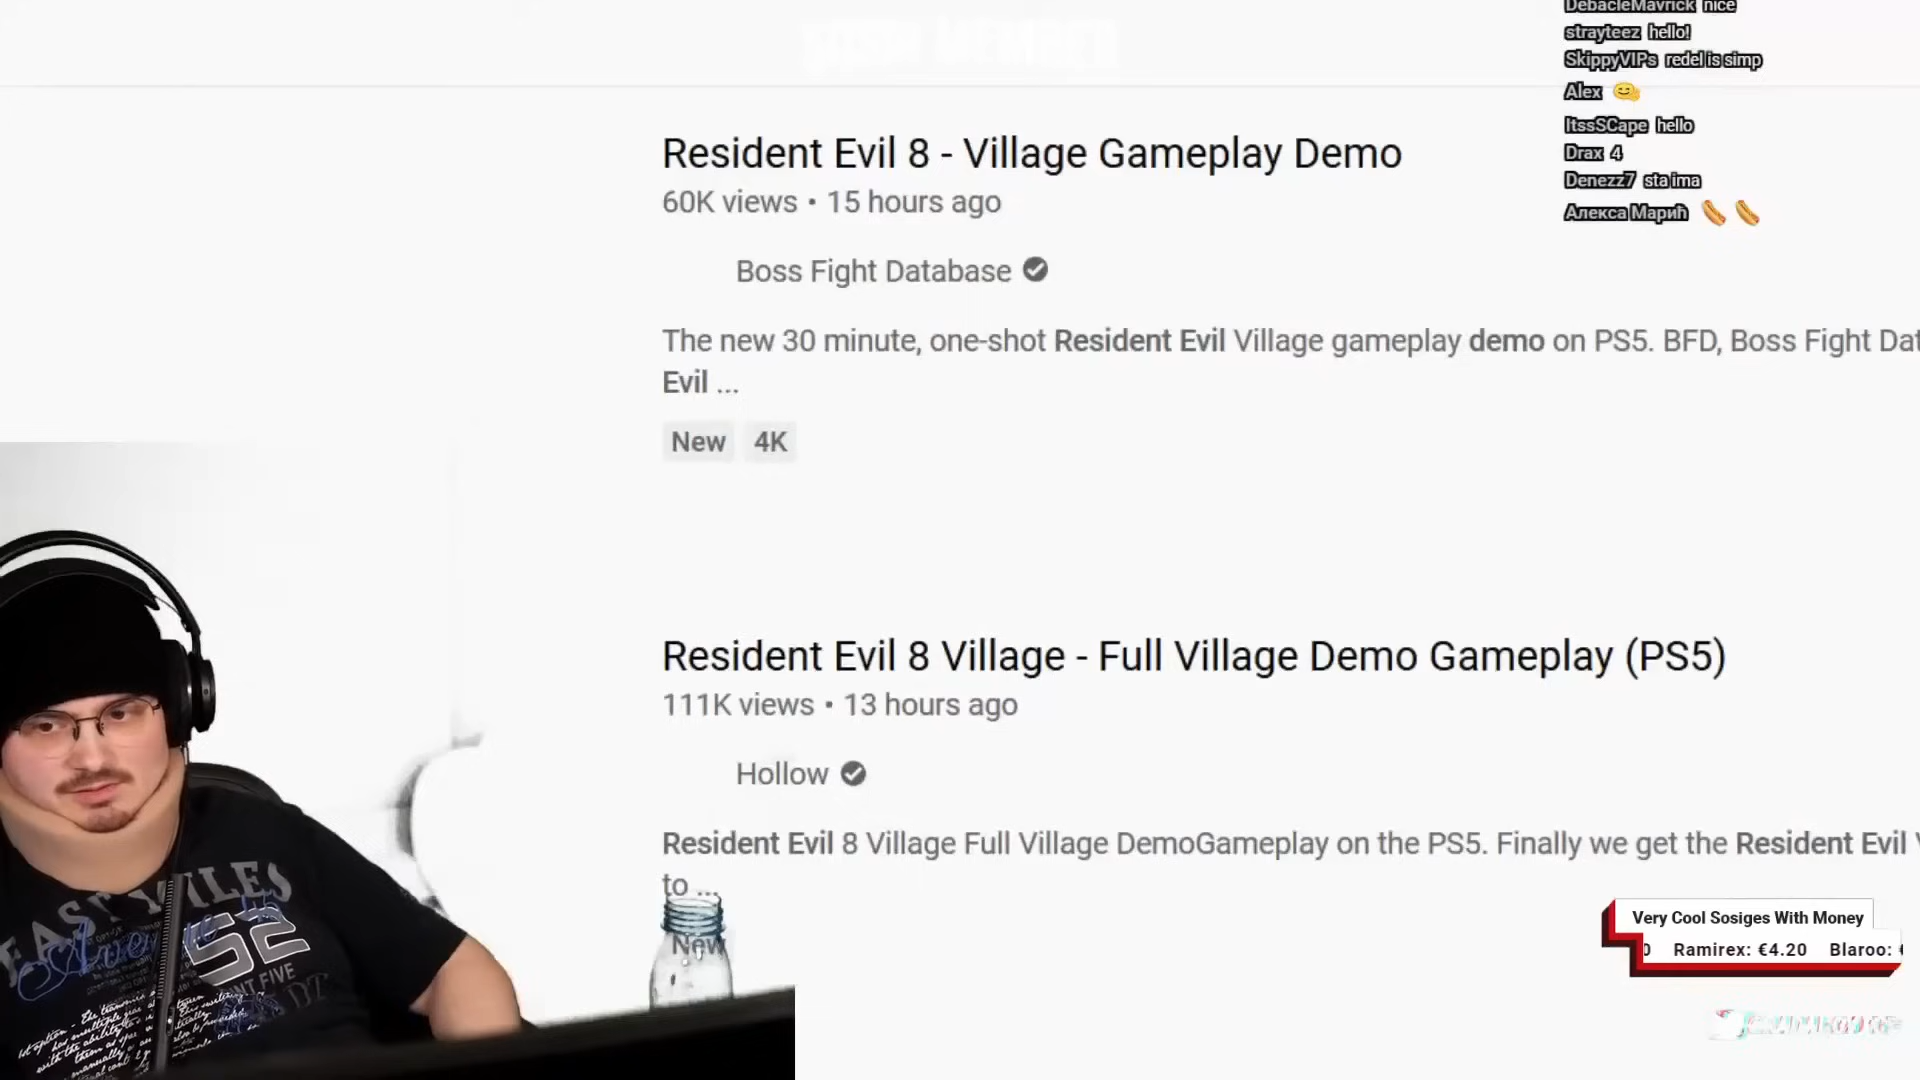 DebacleMavrick nice
strayteez hello!
SkippyVIPs redel is simp
Alex 🫡
ItssSCape hello
Drax 4
Denezz7 sta ima
Алекса Марић 🌭 🌭
Resident Evil 8 - Village Gameplay Demo
60K views • 15 hours ago
Boss Fight Database
The new 30 minute, one-shot Resident Evil Village gameplay demo on PS5. BFD, Boss Fight Dat
Evil ...
New 4K
Resident Evil 8 Village - Full Village Demo Gameplay (PS5)
111K views • 13 hours ago
Hollow
Resident Evil 8 Village Full Village DemoGameplay on the PS5. Finally we get the Resident Evil V
to ...
New
Very Cool Sosiges With Money
0 Ramirex: €4.20 Blaroo: €
52